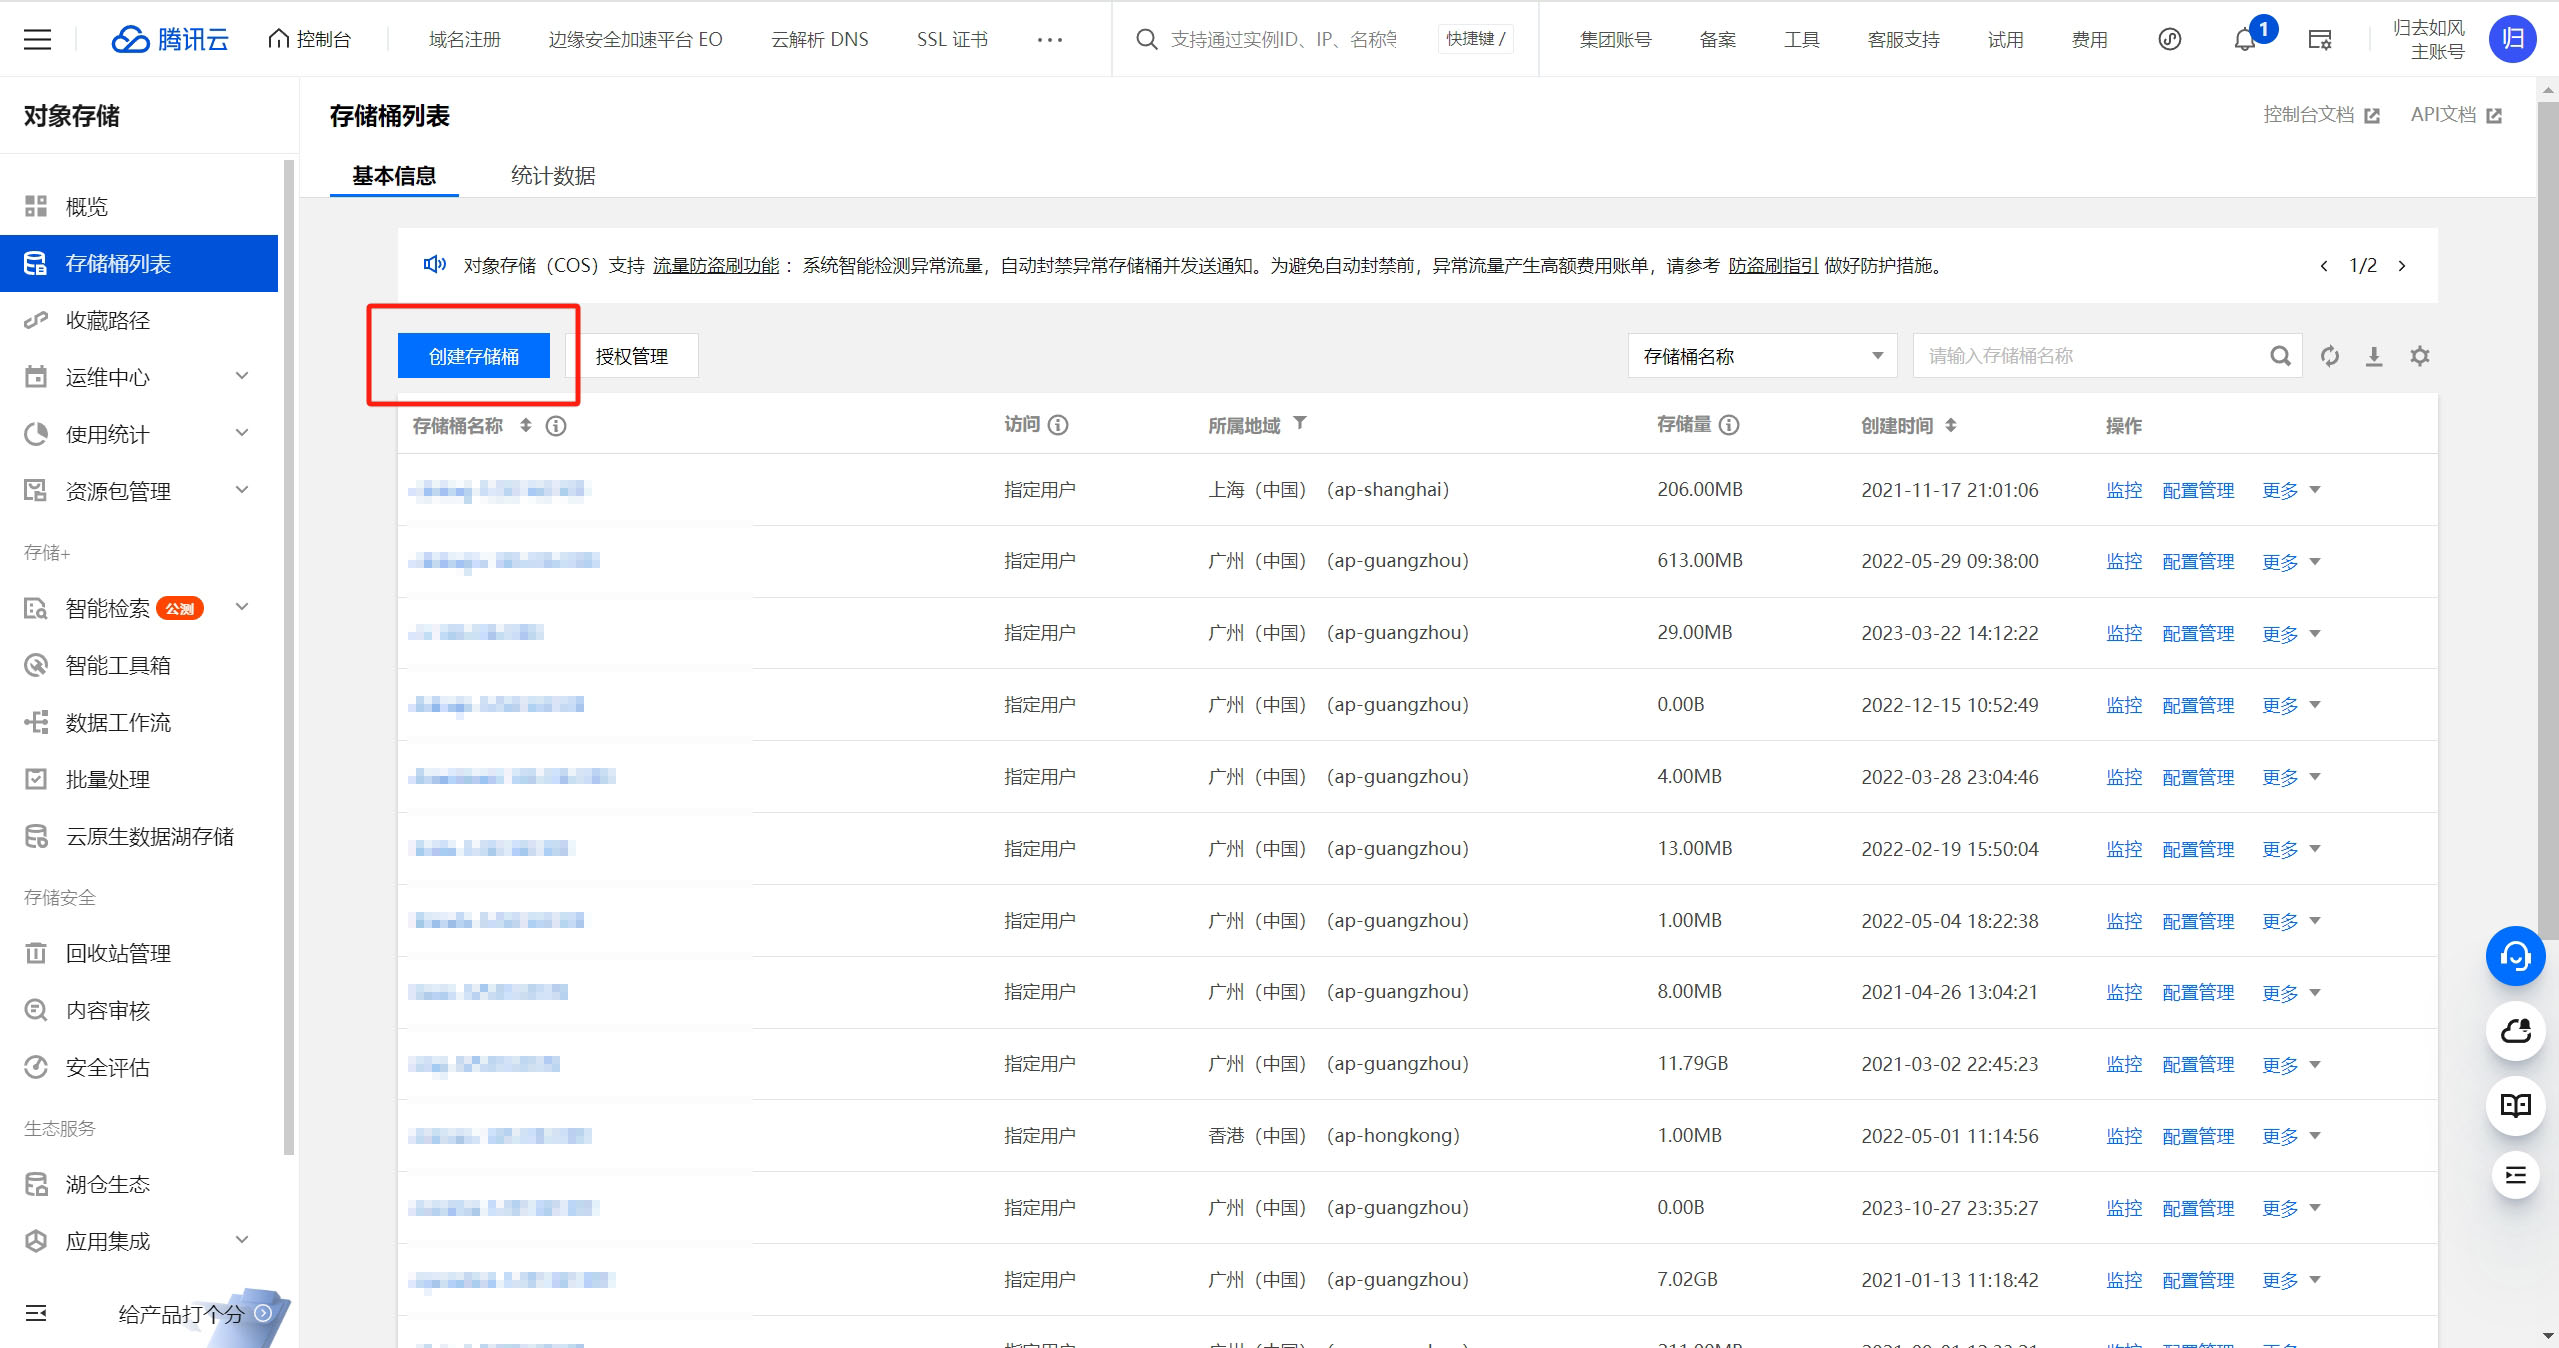 腾讯云 控制台 域名注册 边缘安全加速平台 EO 云解析 DNS SSL 证书 ··· 支持通过实例ID、IP、名称等 快捷键 / 集团账号 备案 工具 客服支持 试用 费用 1 归去如风 归
主账号
对象存储
概览
存储桶列表
收藏路径
运维中心
使用统计
资源包管理
存储+
智能检索 公测
智能工具箱
数据工作流
批量处理
云原生数据湖存储
存储安全
回收站管理
内容审核
安全评估
生态服务
湖仓生态
应用集成
给产品打个分
存储桶列表 控制台文档 API文档
基本信息 统计数据
对象存储（COS）支持 流量防盗刷功能 ：系统智能检测异常流量，自动封禁异常存储桶并发送通知。为避免自动封禁前，异常流量产生高额费用账单，请参考 防盗刷指引 做好防护措施。 1/2
创建存储桶 授权管理 存储桶名称 请输入存储桶名称
存储桶名称 访问 所属地域 存储量 创建时间 操作
指定用户 上海（中国）（ap-shanghai） 206.00MB 2021-11-17 21:01:06 监控 配置管理 更多
指定用户 广州（中国）（ap-guangzhou） 613.00MB 2022-05-29 09:38:00 监控 配置管理 更多
指定用户 广州（中国）（ap-guangzhou） 29.00MB 2023-03-22 14:12:22 监控 配置管理 更多
指定用户 广州（中国）（ap-guangzhou） 0.00B 2022-12-15 10:52:49 监控 配置管理 更多
指定用户 广州（中国）（ap-guangzhou） 4.00MB 2022-03-28 23:04:46 监控 配置管理 更多
指定用户 广州（中国）（ap-guangzhou） 13.00MB 2022-02-19 15:50:04 监控 配置管理 更多
指定用户 广州（中国）（ap-guangzhou） 1.00MB 2022-05-04 18:22:38 监控 配置管理 更多
指定用户 广州（中国）（ap-guangzhou） 8.00MB 2021-04-26 13:04:21 监控 配置管理 更多
指定用户 广州（中国）（ap-guangzhou） 11.79GB 2021-03-02 22:45:23 监控 配置管理 更多
指定用户 香港（中国）（ap-hongkong） 1.00MB 2022-05-01 11:14:56 监控 配置管理 更多
指定用户 广州（中国）（ap-guangzhou） 0.00B 2023-10-27 23:35:27 监控 配置管理 更多
指定用户 广州（中国）（ap-guangzhou） 7.02GB 2021-01-13 11:18:42 监控 配置管理 更多